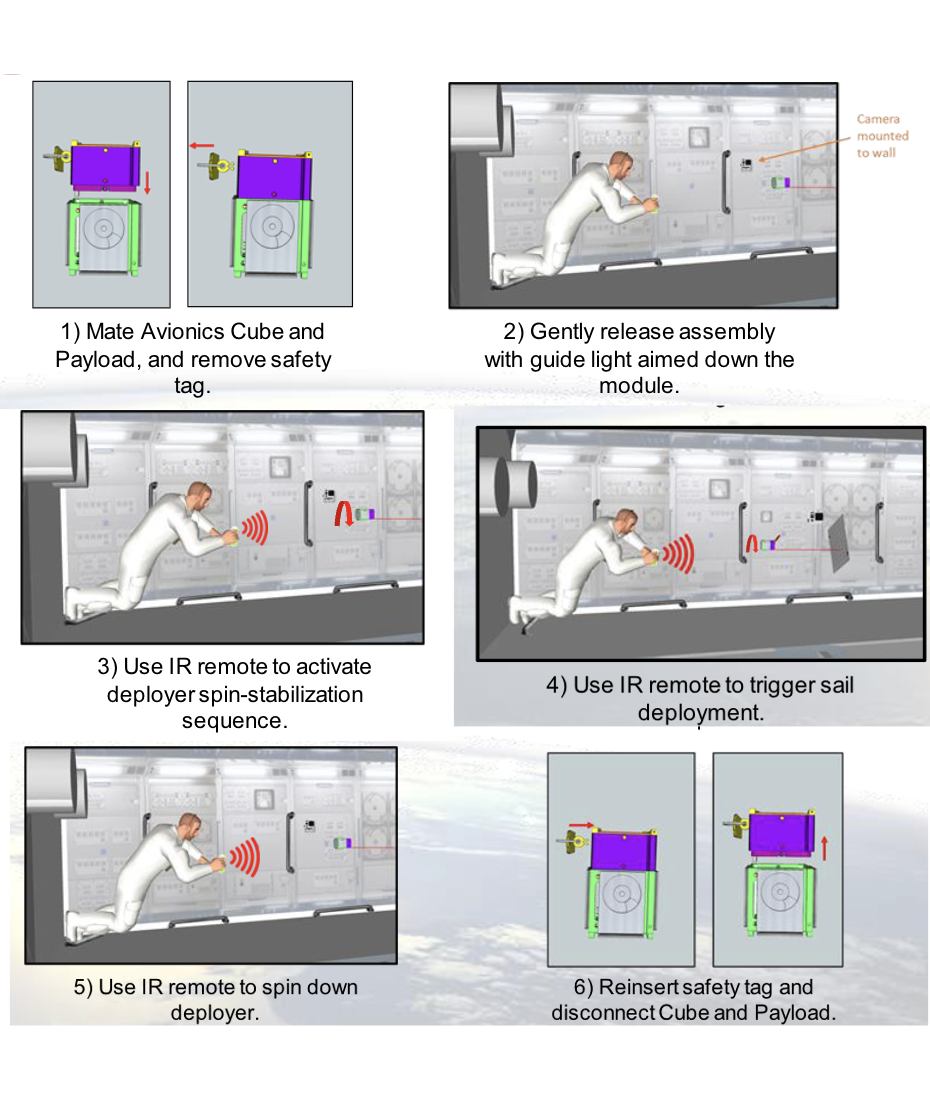 Camera
mounted
to wall
1) Mate Avionics Cube and
Payload, and remove safety
tag.
2) Gently release assembly
with guide light aimed down the
module.
3) Use IR remote to activate
deployer spin-stabilization
sequence.
4) Use IR remote to trigger sail
deployment.
5) Use IR remote to spin down
deployer.
6) Reinsert safety tag and
disconnect Cube and Payload.